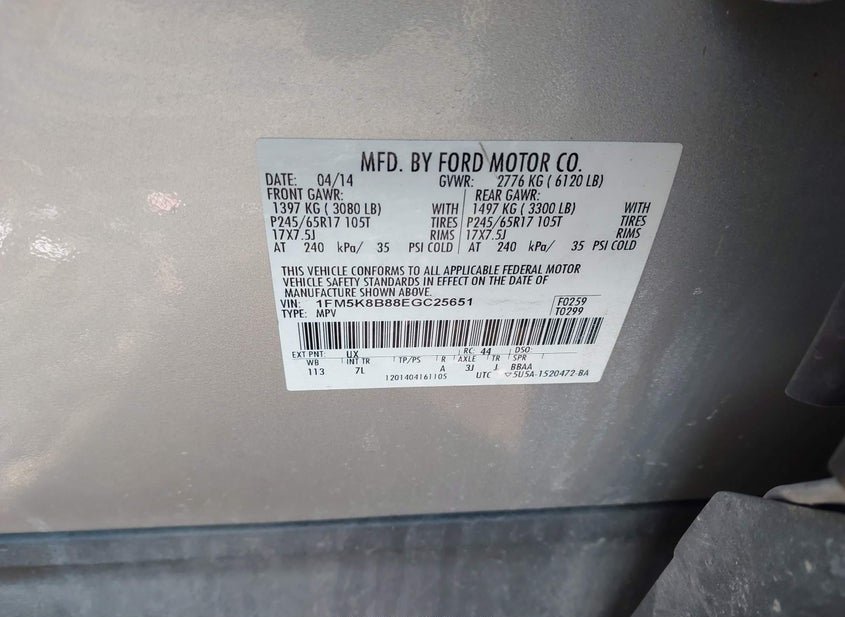 MFD. BY FORD MOTOR CO.
DATE: 04/14 GVWR: 2776 KG ( 6120 LB)
FRONT GAWR: REAR GAWR:
1397 KG ( 3080 LB) WITH 1497 KG ( 3300 LB) WITH
P245/65R17 105T TIRES P245/65R17 105T TIRES
17X7.5J RIMS 17X7.5J RIMS
AT 240 kPa/ 35 PSI COLD AT 240 kPa/ 35 PSI COLD
THIS VEHICLE CONFORMS TO ALL APPLICABLE FEDERAL MOTOR
VEHICLE SAFETY STANDARDS IN EFFECT ON THE DATE OF
MANUFACTURE SHOWN ABOVE.
VIN: 1FM5K8B88EGC25651 F0259
TYPE: MPV T0299
EXT PNT: UX RC: 44 DSO:
WB INT TR TP/PS R AXLE TR SPR
113 7L A 3J J BBAA
1201404161105 UTC ▽5U5A-1520472-BA